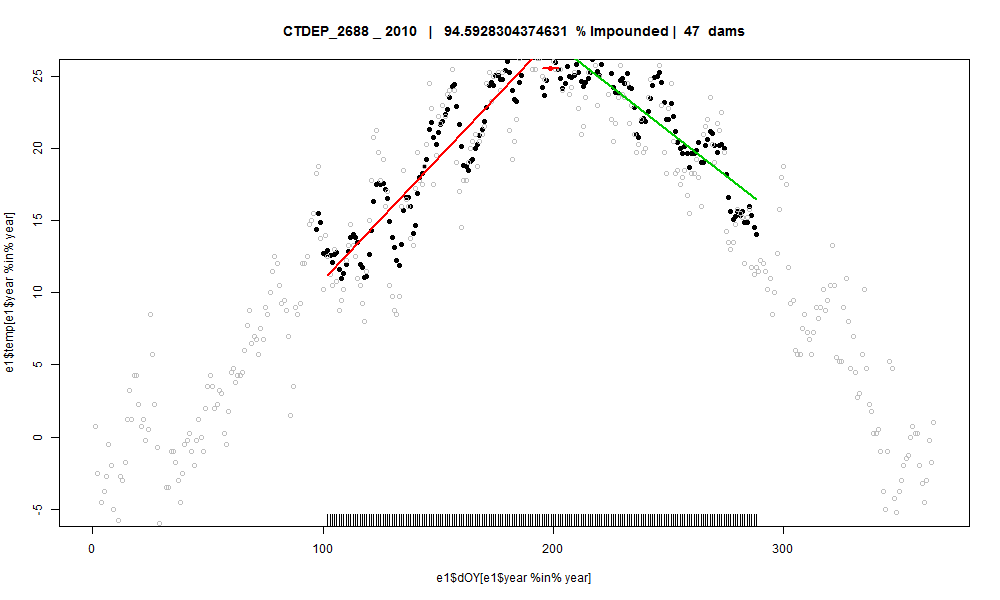 CTDEP_2688 _ 2010 | 94.5928304374631 % Impounded | 47 dams
e1$temp[e1$year %in% year]
25
20
15
10
5
0
-5
0 100 200 300
e1$dOY[e1$year %in% year]